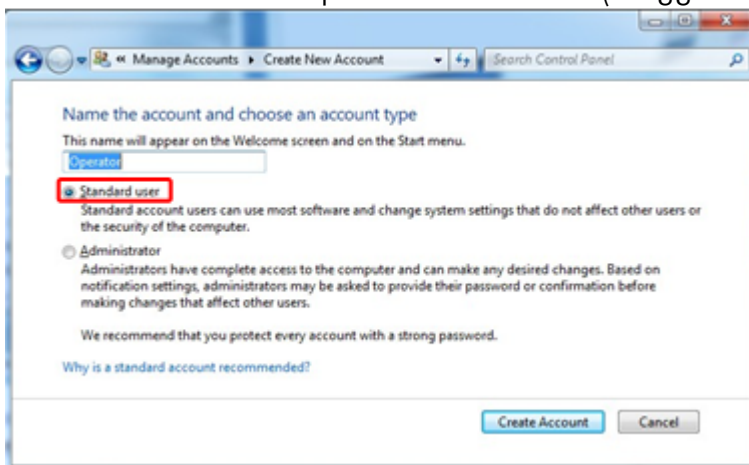 « Manage Accounts ▸ Create New Account
Search Control Panel
Name the account and choose an account type
This name will appear on the Welcome screen and on the Start menu.
Operator
Standard user
Standard account users can use most software and change system settings that do not affect other users or
the security of the computer.
Administrator
Administrators have complete access to the computer and can make any desired changes. Based on
notification settings, administrators may be asked to provide their password or confirmation before
making changes that affect other users.
We recommend that you protect every account with a strong password.
Why is a standard account recommended?
Create Account
Cancel